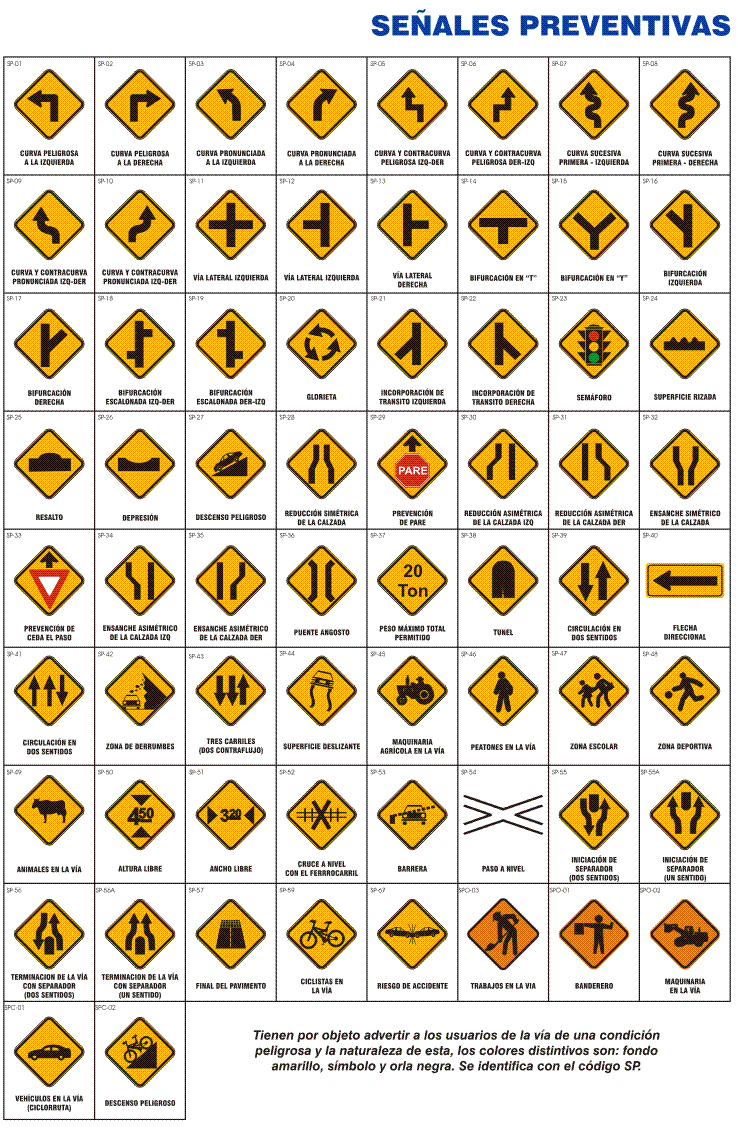 SEÑALES PREVENTIVAS
SP-01
CURVA PELIGROSA
A LA IZQUIERDA
SP-02
CURVA PELIGROSA
A LA DERECHA
SP-03
CURVA PRONUNCIADA
A LA IZQUIERDA
SP-04
CURVA PRONUNCIADA
A LA DERECHA
SP-05
CURVA Y CONTRACURVA
PELIGROSA IZQ-DER
SP-06
CURVA Y CONTRACURVA
PELIGROSA DER-IZQ
SP-07
CURVA SUCESIVA
PRIMERA - IZQUIERDA
SP-08
CURVA SUCESIVA
PRIMERA - DERECHA
SP-09
CURVA Y CONTRACURVA
PRONUNCIADA IZQ-DER
SP-10
CURVA Y CONTRACURVA
PRONUNCIADA IZQ-DER
SP-11
VÍA LATERAL IZQUIERDA
SP-12
VÍA LATERAL IZQUIERDA
SP-13
VÍA LATERAL
DERECHA
SP-14
BIFURCACIÓN EN “T”
SP-15
BIFURCACIÓN EN “Y”
SP-16
BIFURCACIÓN
IZQUIERDA
SP-17
BIFURCACIÓN
DERECHA
SP-18
BIFURCACIÓN
ESCALONADA IZQ-DER
SP-19
BIFURCACIÓN
ESCALONADA DER-IZQ
SP-20
GLORIETA
SP-21
INCORPORACIÓN DE
TRANSITO IZQUIERDA
SP-22
INCORPORACIÓN DE
TRANSITO DERECHA
SP-23
SEMÁFORO
SP-24
SUPERFICIE RIZADA
SP-25
RESALTO
SP-26
DEPRESIÓN
SP-27
DESCENSO PELIGROSO
SP-28
REDUCCIÓN SIMÉTRICA
DE LA CALZADA
SP-29
PARE
PREVENCIÓN
DE PARE
SP-30
REDUCCIÓN ASIMÉTRICA
DE LA CALZADA IZQ
SP-31
REDUCCIÓN ASIMÉTRICA
DE LA CALZADA DER
SP-32
ENSANCHE SIMÉTRICO
DE LA CALZADA
SP-33
PREVENCIÓN DE
CEDA EL PASO
SP-34
ENSANCHE ASIMÉTRICO
DE LA CALZADA IZQ
SP-35
ENSANCHE ASIMÉTRICO
DE LA CALZADA DER
SP-36
PUENTE ANGOSTO
SP-37
20
Ton
PESO MÁXIMO TOTAL
PERMITIDO
SP-38
TUNEL
SP-39
CIRCULACIÓN EN
DOS SENTIDOS
SP-40
FLECHA
DIRECCIONAL
SP-41
CIRCULACIÓN EN
DOS SENTIDOS
SP-42
ZONA DE DERRUMBES
SP-43
TRES CARRILES
(DOS CONTRAFLUJO)
SP-44
SUPERFICIE DESLIZANTE
SP-45
MAQUINARIA
AGRÍCOLA EN LA VÍA
SP-46
PEATONES EN LA VÍA
SP-47
ZONA ESCOLAR
SP-48
ZONA DEPORTIVA
SP-49
ANIMALES EN LA VÍA
SP-50
450
ALTURA LIBRE
SP-51
320
ANCHO LIBRE
SP-52
CRUCE A NIVEL
CON EL FERRROCARRIL
SP-53
BARRERA
SP-54
PASO A NIVEL
SP-55
INICIACIÓN DE
SEPARADOR
(DOS SENTIDOS)
SP-55A
INICIACIÓN DE
SEPARADOR
(UN SENTIDO)
SP-56
TERMINACION DE LA VÍA
CON SEPARADOR
(DOS SENTIDOS)
SP-56A
TERMINACION DE LA VÍA
CON SEPARADOR
(UN SENTIDO)
SP-57
FINAL DEL PAVIMENTO
SP-59
CICLISTAS EN
LA VÍA
SP-67
RIESGO DE ACCIDENTE
SPO-03
TRABAJOS EN LA VIA
SPO-01
BANDERERO
SPO-02
MAQUINARIA
EN LA VÍA
SPC-01
VEHÍCULOS EN LA VÍA
(CICLORRUTA)
SPC-02
DESCENSO PELIGROSO
Tienen por objeto advertir a los usuarios de la vía de una condición
peligrosa y la naturaleza de esta, los colores distintivos son: fondo
amarillo, símbolo y orla negra. Se identifica con el código SP.